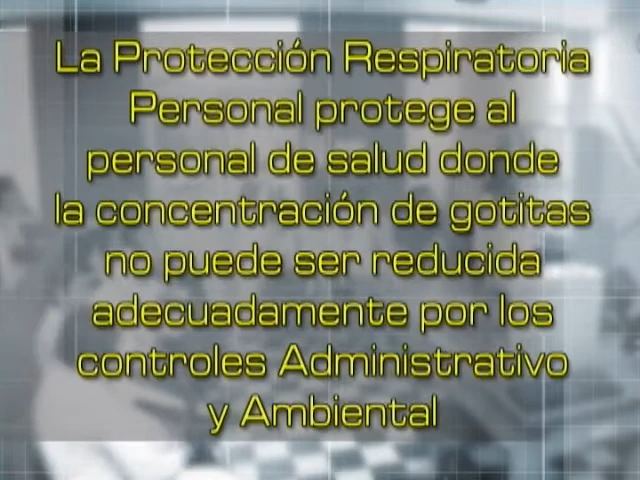 La Protección Respiratoria
Personal protege al
personal de salud donde
la concentración de gotitas
no puede ser reducida
adecuadamente por los
controles Administrativo
y Ambiental